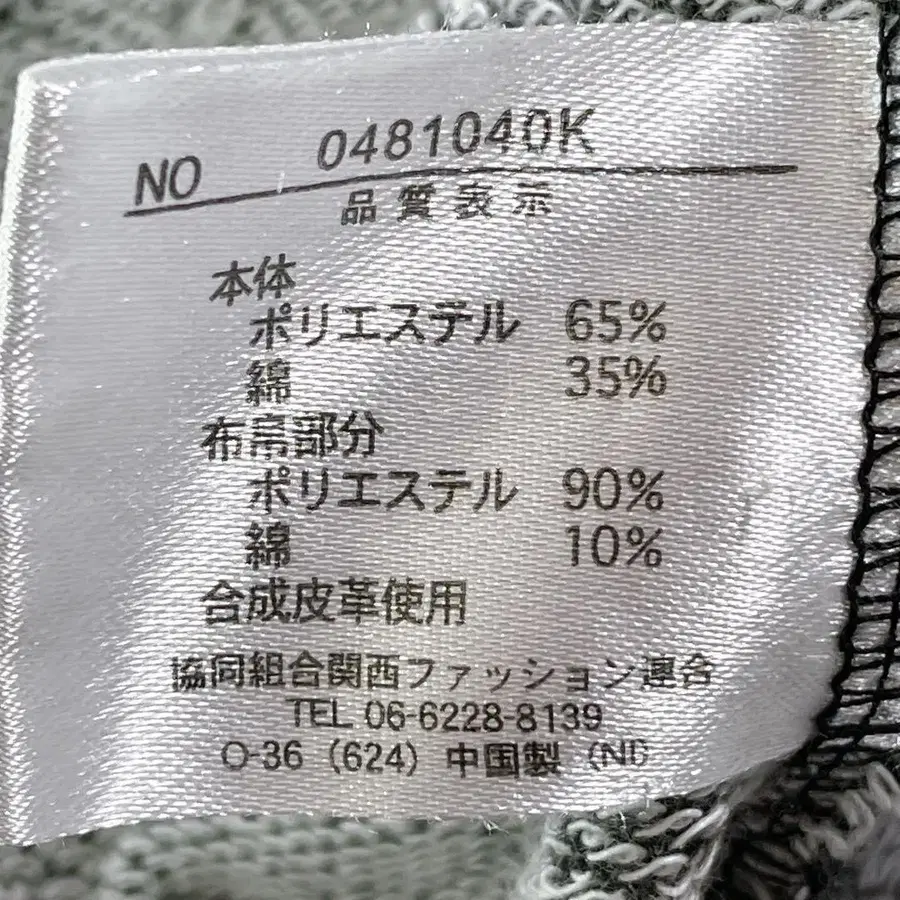 NO 0481040K
品質表示
本体
ポリエステル 65%
綿 35%
布帛部分
ポリエステル 90%
綿 10%
合成皮革使用
協同組合関西ファッション連合
TEL 06-6228-8139
O-36 (624) 中国製 (ND